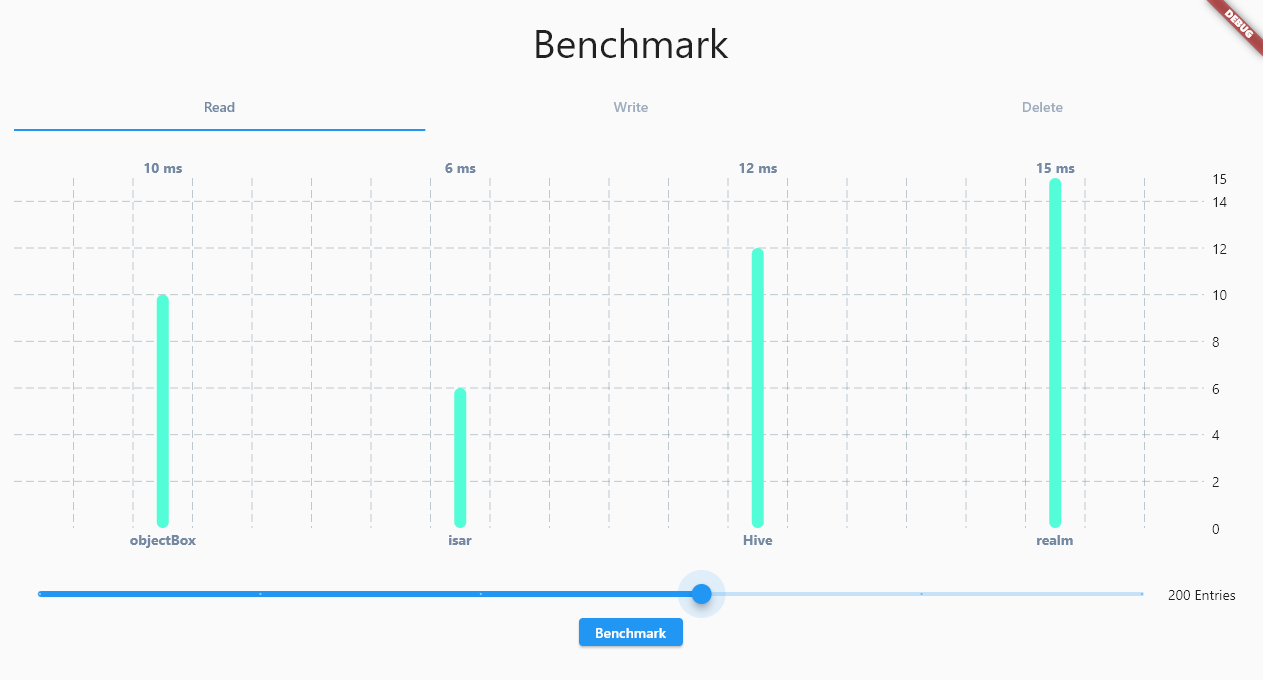 DEBUG
Benchmark
Read Write Delete
10 ms 6 ms 12 ms 15 ms
15
14
12
10
8
6
4
2
0
objectBox isar Hive realm
200 Entries
Benchmark